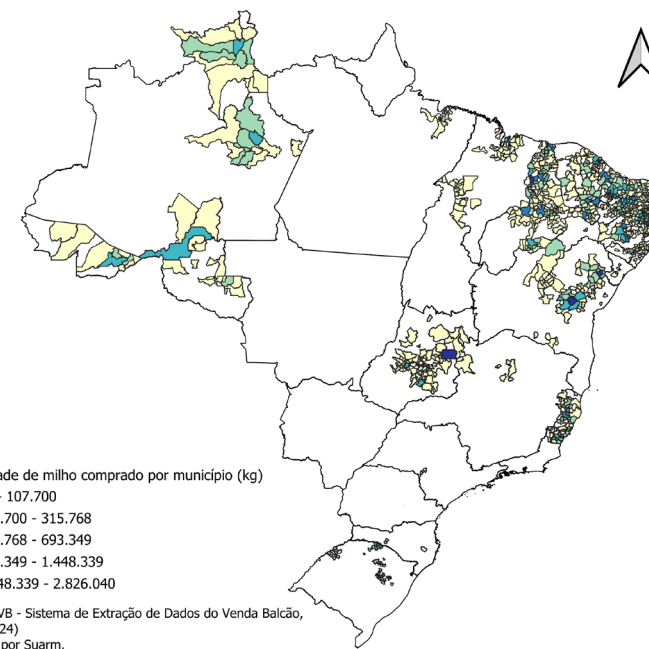 ade de milho comprado por município (kg)
- 107.700
.700 - 315.768
.768 - 693.349
.349 - 1.448.339
48.339 - 2.826.040
VB - Sistema de Extração de Dados do Venda Balcão,
24)
por Suarm.